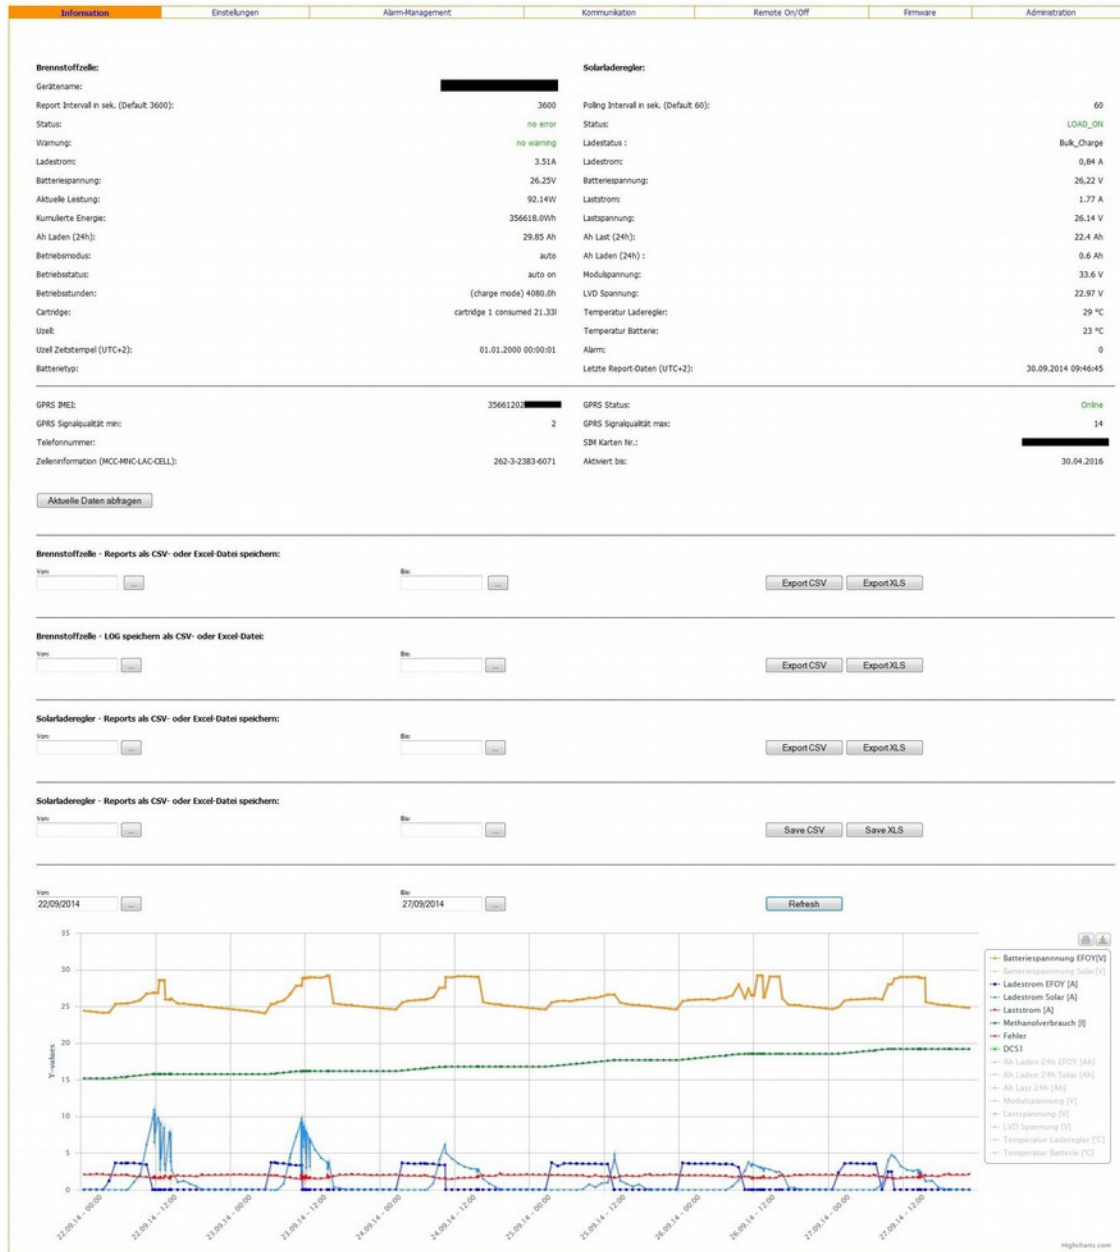 Information Einstellungen Alarm-Management Kommunikation Remote On/Off Firmware Administration
Brennstoffzelle: Solarladeregler:
Gerätename:
Report Intervall in sek. (Default 3600): 3600 Polling Intervall in sek. (Default 60): 60
Status: no error Status: LOAD_ON
Warnung: no warning Ladestatus : Bulk_Charge
Ladestrom: 3.51A Ladestrom: 0,84 A
Batteriespannung: 26.25V Batteriespannung: 26,22 V
Aktuelle Leistung: 92.14W Laststrom: 1.77 A
Kumulierte Energie: 356618.0Wh Lastspannung: 26.14 V
Ah Laden (24h): 29.85 Ah Ah Last (24h): 22.4 Ah
Betriebsmodus: auto Ah Laden (24h) : 0.6 Ah
Betriebsstatus: auto on Modulspannung: 33.6 V
Betriebsstunden: (charge mode) 4080.0h LVD Spannung: 22.97 V
Cartridge: cartridge 1 consumed 21.33l Temperatur Laderegler: 29 °C
Uzell: Temperatur Batterie: 23 °C
Uzell Zeitstempel (UTC+2): 01.01.2000 00:00:01 Alarm: 0
Batterietyp: Letzte Report-Daten (UTC+2): 30.09.2014 09:46:45
GPRS IMEI: 35661202 GPRS Status: Online
GPRS Signalqualität min: 2 GPRS Signalqualität max: 14
Telefonnummer: SIM Karten Nr.:
Zelleninformation (MCC-MNC-LAC-CELL): 262-3-23B3-6071 Aktiviert bis: 30.04.2016
Aktuelle Daten abfragen
Brennstoffzelle - Reports als CSV- oder Excel-Datei speichern:
Von: Bis:
... ... Export CSV Export XLS
Brennstoffzelle - LOG speichern als CSV- oder Excel-Datei:
Von: Bis:
... ... Export CSV Export XLS
Solarladeregler - Reports als CSV- oder Excel-Datei speichern:
Von: Bis:
... ... Export CSV Export XLS
Solarladeregler - Reports als CSV- oder Excel-Datei speichern:
Von: Bis:
... ... Save CSV Save XLS
Von: Bis:
22/09/2014 ... 27/09/2014 ... Refresh
35
30
25
20
15
10
5
0
Y-values
22.09.14 - 00:00
22.09.14 - 12:00
23.09.14 - 00:00
23.09.14 - 12:00
24.09.14 - 00:00
24.09.14 - 12:00
25.09.14 - 00:00
25.09.14 - 12:00
26.09.14 - 00:00
26.09.14 - 12:00
27.09.14 - 00:00
27.09.14 - 12:00
Batteriespannnung EFOY[V]
Batteriespannung Solar[V]
Ladestrom EFOY [A]
Ladestrom Solar [A]
Laststrom [A]
Methanolverbrauch [l]
Fehler
DCS1
Ah Laden 24h EFOY [Ah]
Ah Laden 24h Solar [Ah]
Ah Last 24h [Ah]
Modulspannung [V]
Lastspannung [V]
LVD Spannung [V]
Temperatur Laderegler [°C]
Temperatur Batterie [°C]
Highcharts.com